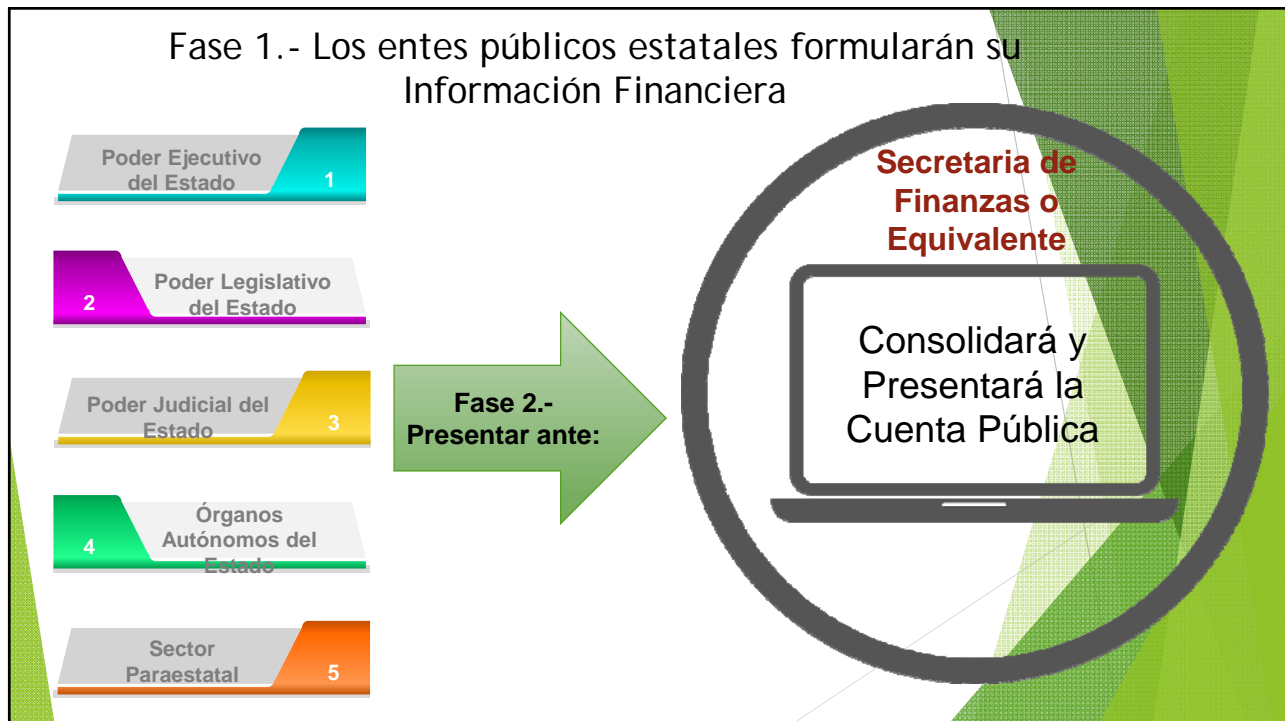 Fase 1.- Los entes públicos estatales formularán su
Información Financiera
Poder Ejecutivo
del Estado
1
2
Poder Legislativo
del Estado
Poder Judicial del
Estado
3
4
Órganos
Autónomos del
Estado
Sector
Paraestatal
5
Fase 2.-
Presentar ante:
Secretaria de
Finanzas o
Equivalente
Consolidará y
Presentará la
Cuenta Pública